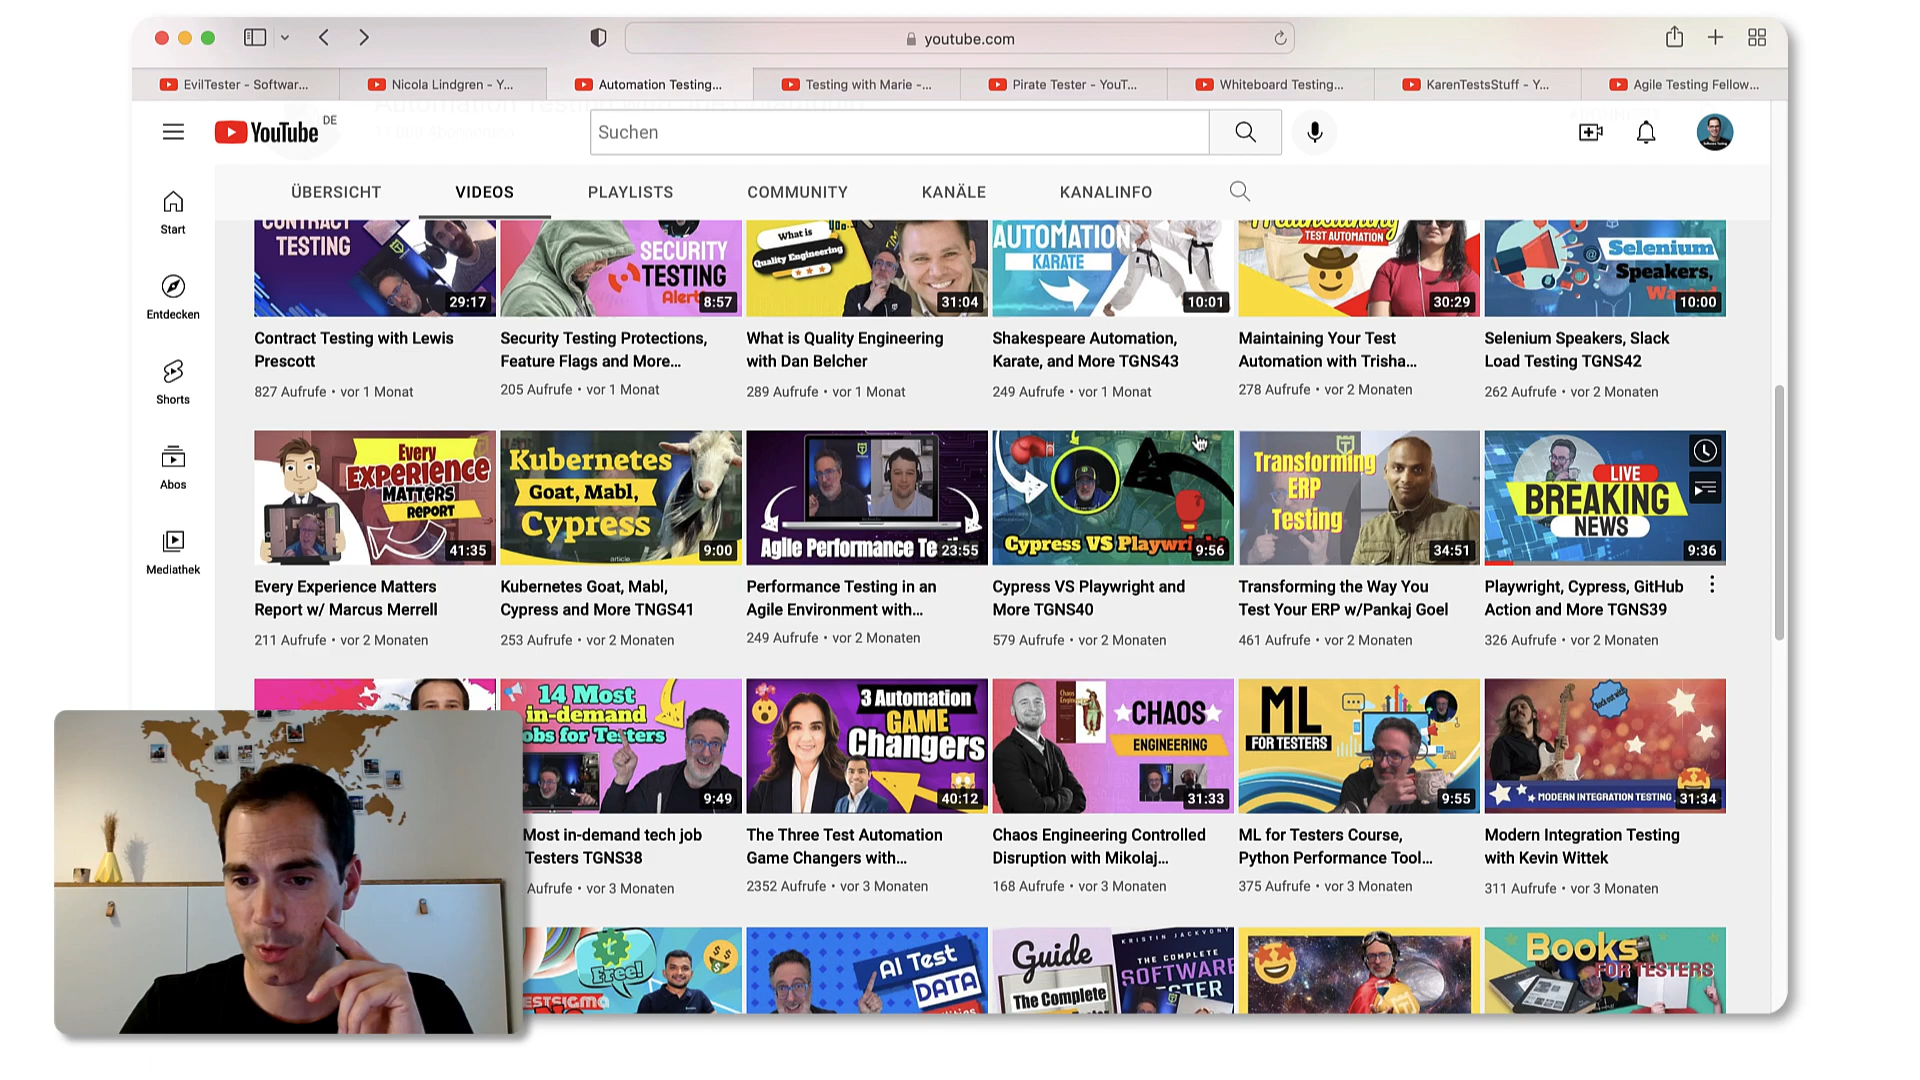 youtube.com
EvilTester - Softwar...
Nicola Lindgren - Y...
Automation Testing...
Testing with Marie -...
Pirate Tester - YouT...
Whiteboard Testing...
KarenTestsStuff - Y...
Agile Testing Fellow...
YouTube DE
Suchen
ÜBERSICHT
VIDEOS
PLAYLISTS
COMMUNITY
KANÄLE
KANALINFO
Start
Entdecken
Shorts
Abos
Mediathek
CONTRACT
TESTING
29:17
SECURITY
TESTING
Alert
8:57
What is
Quality Engineering
31:04
AUTOMATION
KARATE
10:01
TEST AUTOMATION
30:29
Selenium
Speakers,
10:00
Contract Testing with Lewis
Prescott
827 Aufrufe • vor 1 Monat
Security Testing Protections,
Feature Flags and More...
205 Aufrufe • vor 1 Monat
What is Quality Engineering
with Dan Belcher
289 Aufrufe • vor 1 Monat
Shakespeare Automation,
Karate, and More TGNS43
249 Aufrufe • vor 1 Monat
Maintaining Your Test
Automation with Trisha...
278 Aufrufe • vor 2 Monaten
Selenium Speakers, Slack
Load Testing TGNS42
262 Aufrufe • vor 2 Monaten
Every
EXPERIENCE
MATTERS
REPORT
41:35
Kubernetes
Goat, Mabl,
Cypress
article.
9:00
Agile Performance Te
23:55
Cypress VS Playwri
9:56
Transforming
ERP
Testing
34:51
LIVE
BREAKING
NEWS
9:36
Every Experience Matters
Report w/ Marcus Merrell
211 Aufrufe • vor 2 Monaten
Kubernetes Goat, Mabl,
Cypress and More TNGS41
253 Aufrufe • vor 2 Monaten
Performance Testing in an
Agile Environment with...
249 Aufrufe • vor 2 Monaten
Cypress VS Playwright and
More TGNS40
579 Aufrufe • vor 2 Monaten
Transforming the Way You
Test Your ERP w/Pankaj Goel
461 Aufrufe • vor 2 Monaten
Playwright, Cypress, GitHub
Action and More TGNS39
326 Aufrufe • vor 2 Monaten
14 Most
in-demand
obs for Testers
9:49
3 Automation
GAME
Changers
40:12
CHAOS
ENGINEERING
31:33
ML
FOR TESTERS
9:55
Rock out with
MODERN INTEGRATION TESTING
31:34
Most in-demand tech job
Testers TGNS38
Aufrufe • vor 3 Monaten
The Three Test Automation
Game Changers with...
2352 Aufrufe • vor 3 Monaten
Chaos Engineering Controlled
Disruption with Mikolaj...
168 Aufrufe • vor 3 Monaten
ML for Testers Course,
Python Performance Tool...
375 Aufrufe • vor 3 Monaten
Modern Integration Testing
with Kevin Wittek
311 Aufrufe • vor 3 Monaten
Free!
ESTSIGMA
AI Test
DATA
Guide
The Complete
KRISTIN JACKVONY
THE COMPLETE
SOFTWARE
Books
FOR TESTERS